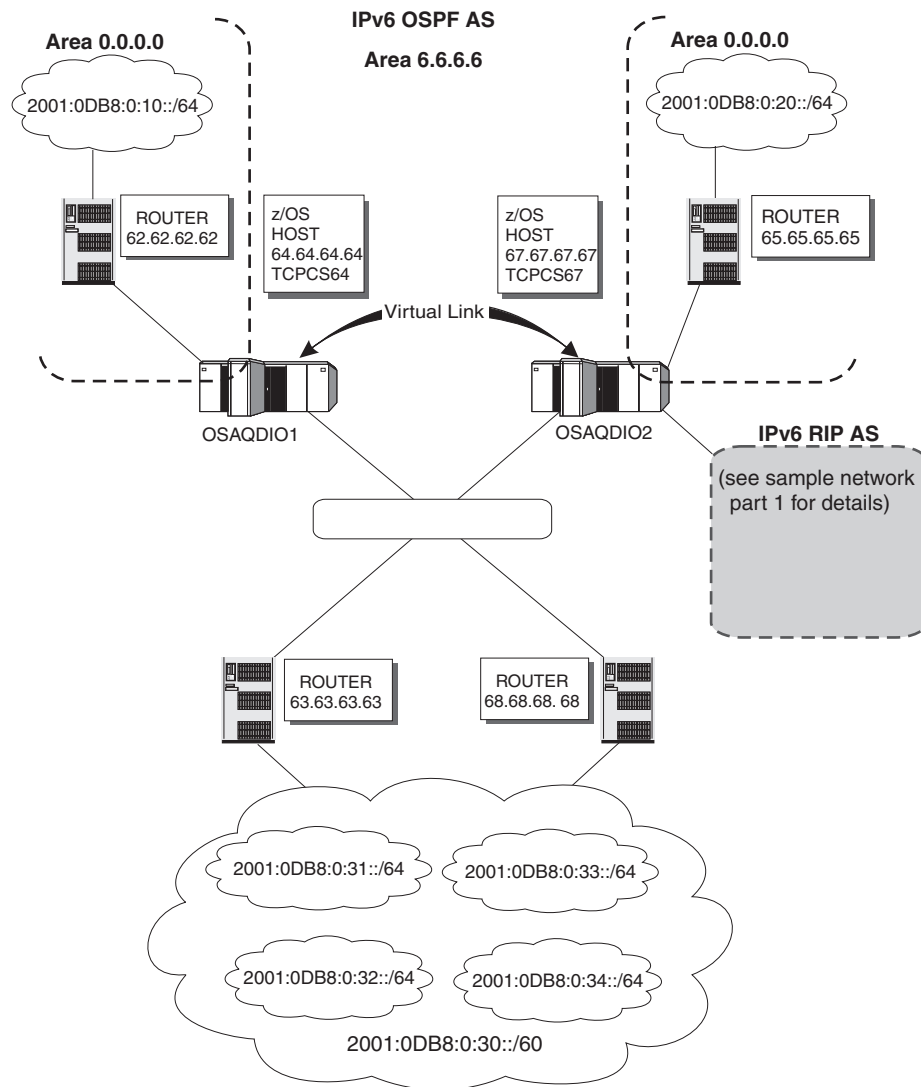 IPv6 OSPF AS
Area 6.6.6.6
Area 0.0.0.0
Area 0.0.0.0
2001:0DB8:0:10::/64
2001:0DB8:0:20::/64
ROUTER
62.62.62.62
z/OS
HOST
64.64.64.64
TCPCS64
z/OS
HOST
67.67.67.67
TCPCS67
ROUTER
65.65.65.65
Virtual Link
OSAQDIO1
OSAQDIO2
IPv6 RIP AS
(see sample network
part 1 for details)
ROUTER
63.63.63.63
ROUTER
68.68.68. 68
2001:0DB8:0:31::/64
2001:0DB8:0:33::/64
2001:0DB8:0:32::/64
2001:0DB8:0:34::/64
2001:0DB8:0:30::/60